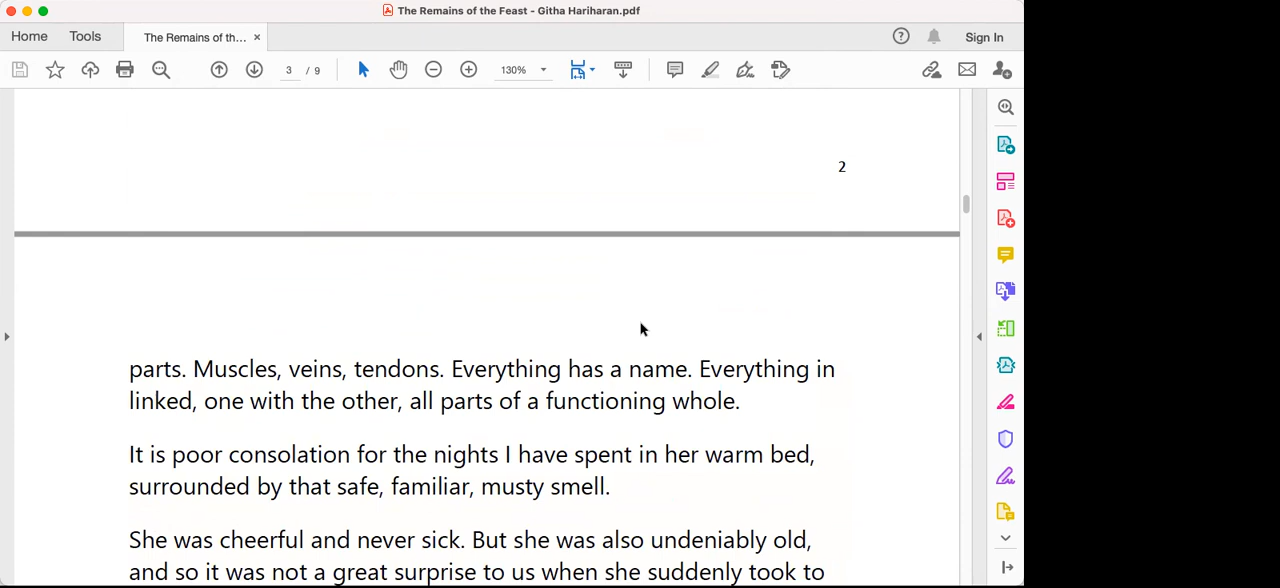 The Remains of the Feast - Githa Hariharan.pdf
Home Tools The Remains of th... × Sign In
3 / 9 130%
2
parts. Muscles, veins, tendons. Everything has a name. Everything in
linked, one with the other, all parts of a functioning whole.
It is poor consolation for the nights I have spent in her warm bed,
surrounded by that safe, familiar, musty smell.
She was cheerful and never sick. But she was also undeniably old,
and so it was not a great surprise to us when she suddenly took to